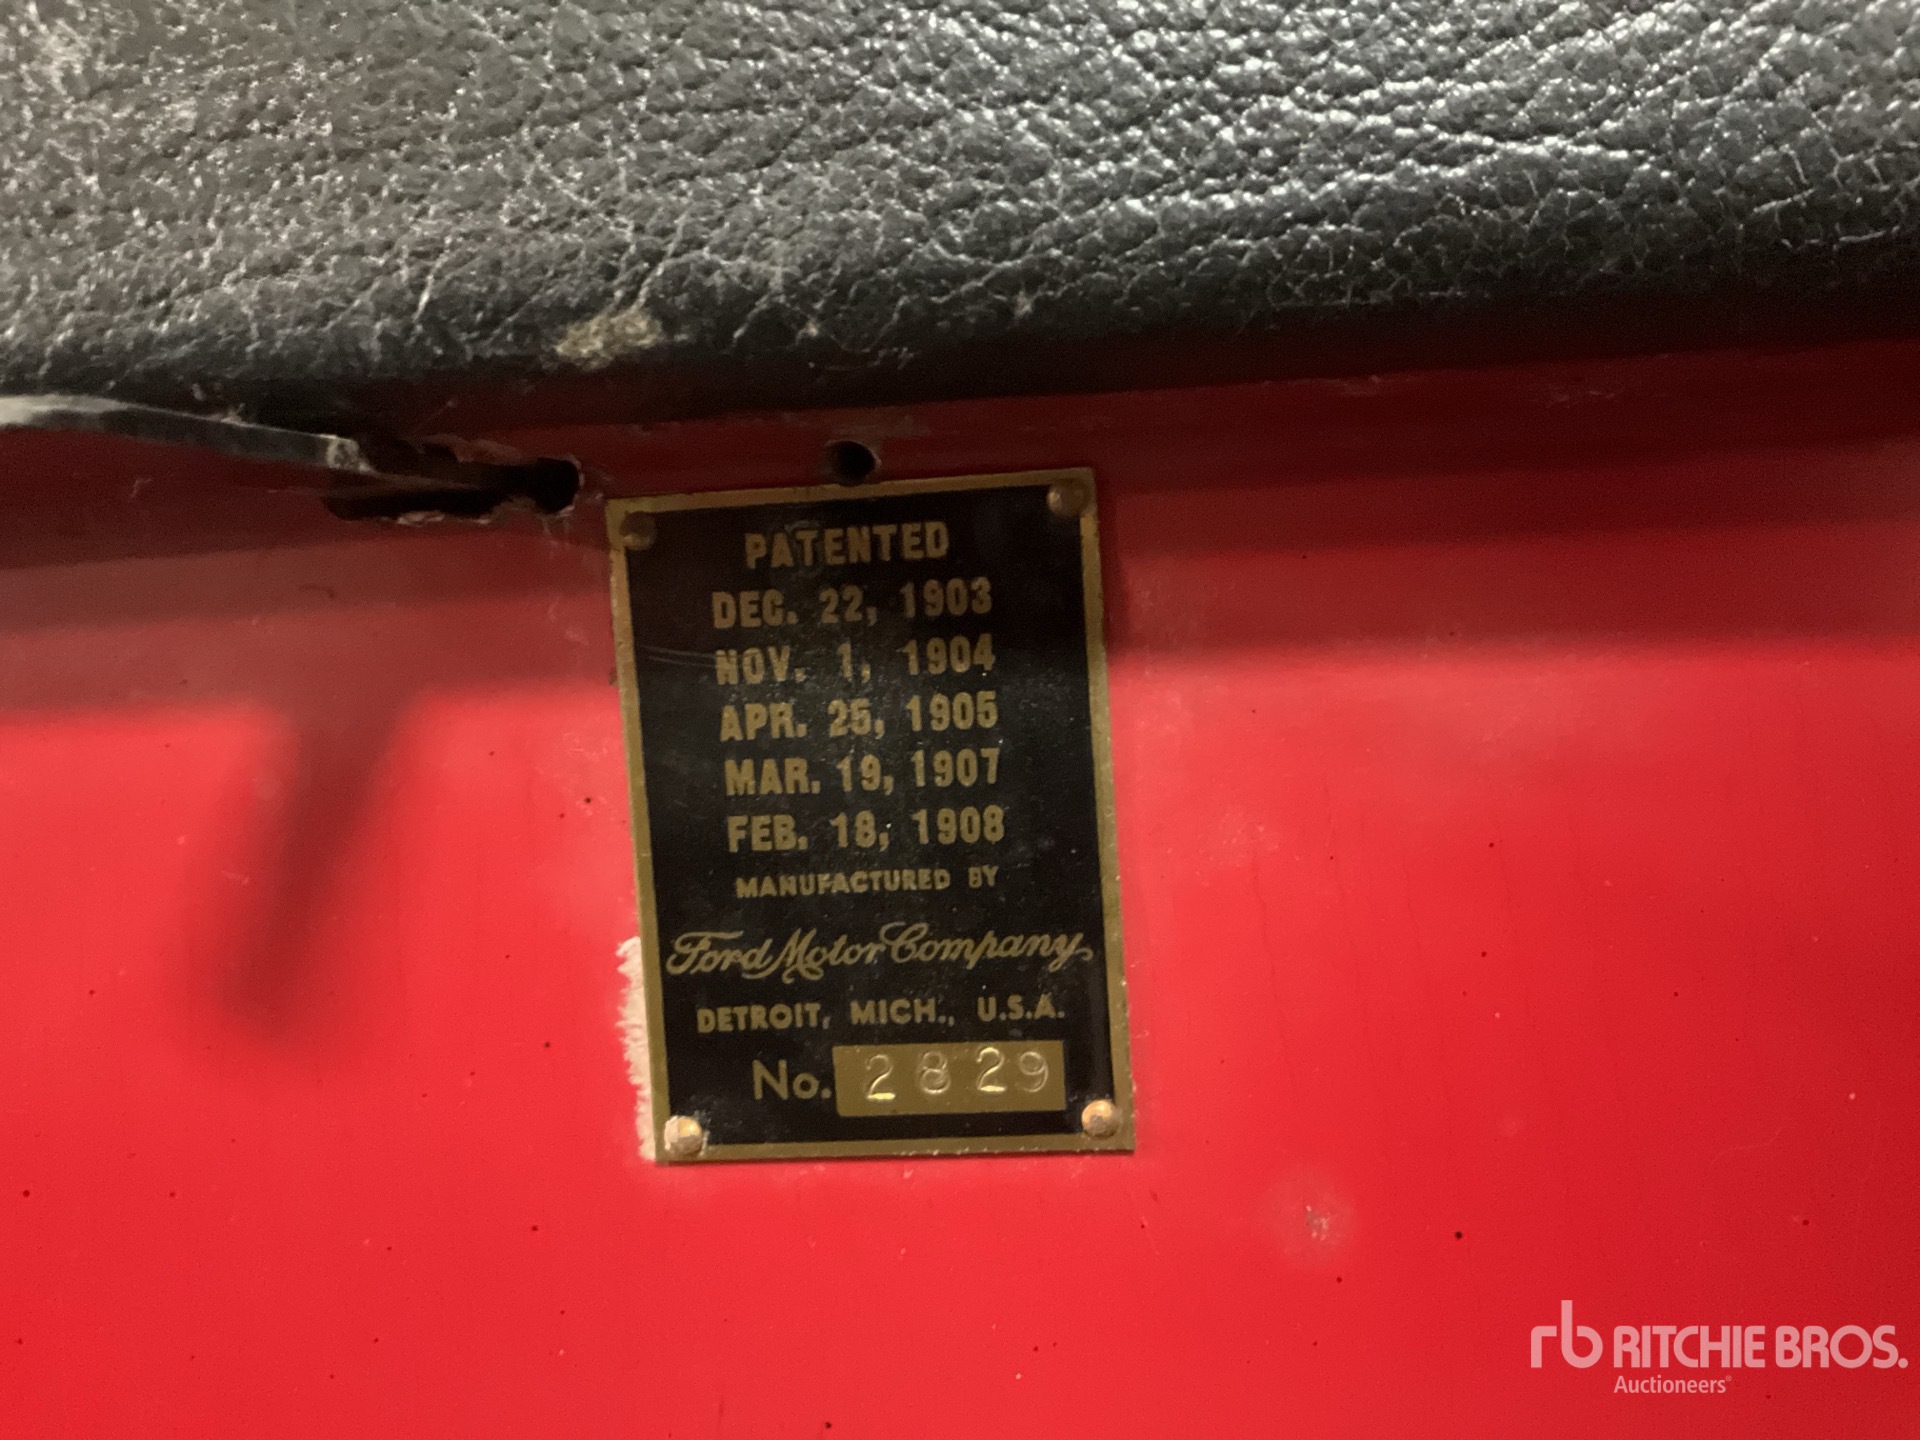 PATENTED
DEC. 22, 1903
NOV. 1, 1904
APR. 25, 1905
MAR. 19, 1907
FEB. 18, 1908
MANUFACTURED BY
Ford Motor Company
DETROIT, MICH., U.S.A.
No. 2829
rb RITCHIE BROS.
Auctioneers®